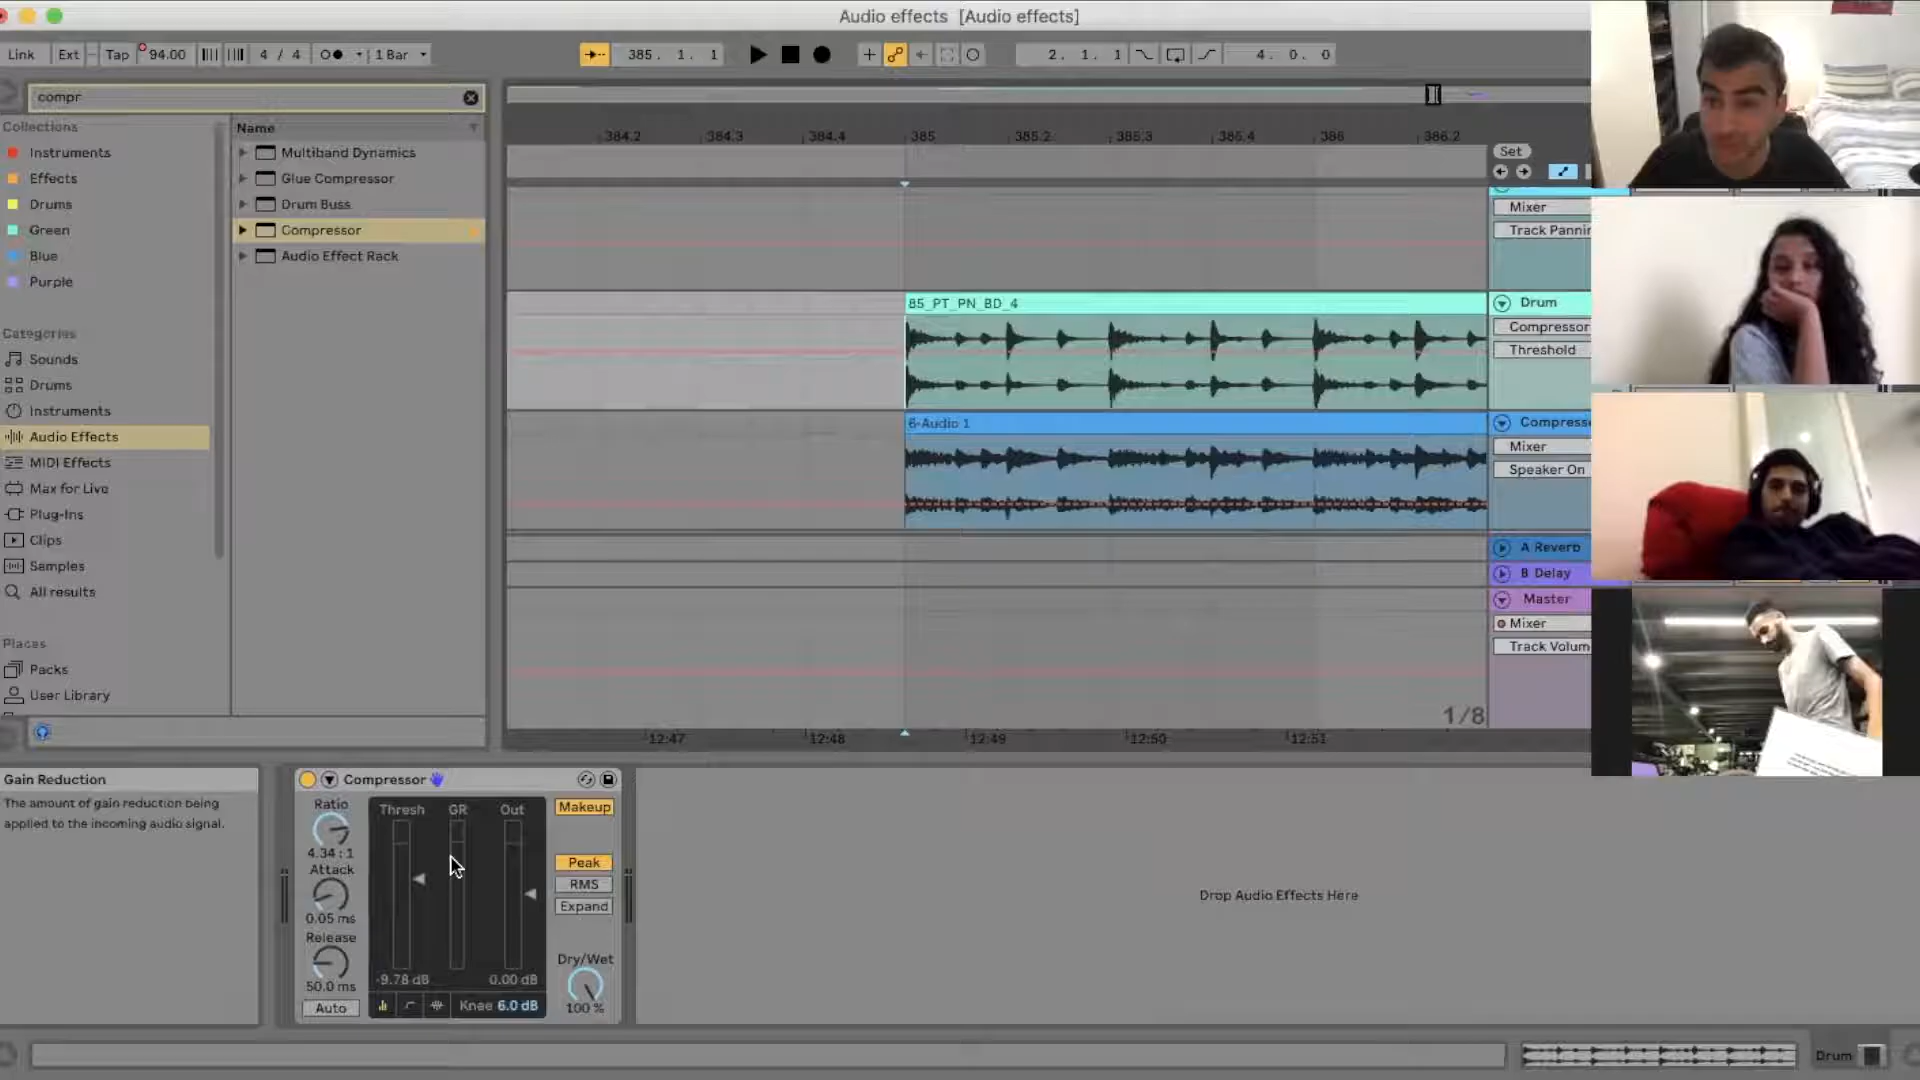 Audio effects [Audio effects]
Link Ext Tap 94.00 4 / 4 1 Bar 385. 1. 1 2. 1. 1 4. 0. 0
compr
Collections
Instruments
Effects
Drums
Green
Blue
Purple
Categories
Sounds
Drums
Instruments
Audio Effects
MIDI Effects
Max for Live
Plug-Ins
Clips
Samples
All results
Places
Packs
User Library
Name
Multiband Dynamics
Glue Compressor
Drum Buss
Compressor
Audio Effect Rack
384.2 384.3 384.4 385 385.2 385.3 385.4 386 386.2
Set
Mixer
Track Pannin
85_PT_PN_BD_4
Drum
Compressor
Threshold
6-Audio 1
Compresso
Mixer
Speaker On
A Reverb
B Delay
Master
Mixer
Track Volum
1/8
12:47 12:48 12:49 12:50 12:51
Gain Reduction
The amount of gain reduction being
applied to the incoming audio signal.
Compressor
Ratio
4.34 : 1
Attack
0.05 ms
Release
50.0 ms
Auto
Thresh GR Out
-9.78 dB 0.00 dB
Knee 6.0 dB
Makeup
Peak
RMS
Expand
Dry/Wet
100 %
Drop Audio Effects Here
Drum